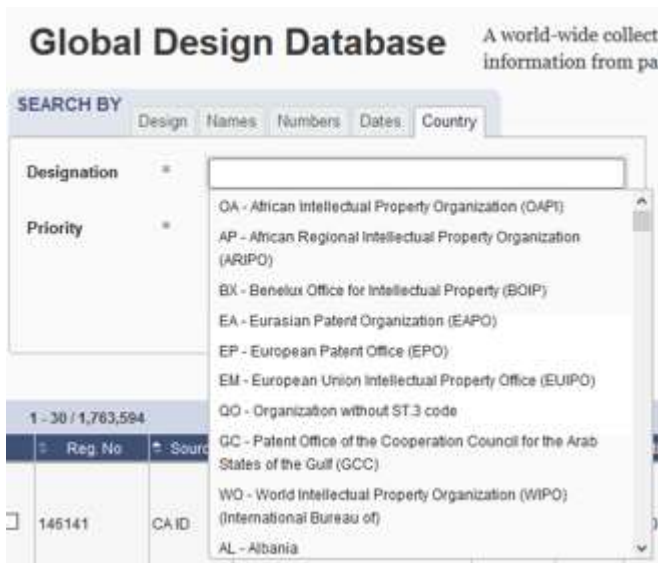 Global Design Database
A world-wide collect
information from pa
SEARCH BY
Design Names Numbers Dates Country
Designation =
Priority =
OA - African Intellectual Property Organization (OAPI)
AP - African Regional Intellectual Property Organization
(ARIPO)
BX - Benelux Office for Intellectual Property (BOIP)
EA - Eurasian Patent Organization (EAPO)
EP - European Patent Office (EPO)
EM - European Union Intellectual Property Office (EUIPO)
QO - Organization without ST.3 code
GC - Patent Office of the Cooperation Council for the Arab
States of the Gulf (GCC)
WO - World Intellectual Property Organization (WIPO)
(International Bureau of)
AL - Albania
1 - 30 / 1,763,594
Reg. No Sourc
146141 CA ID